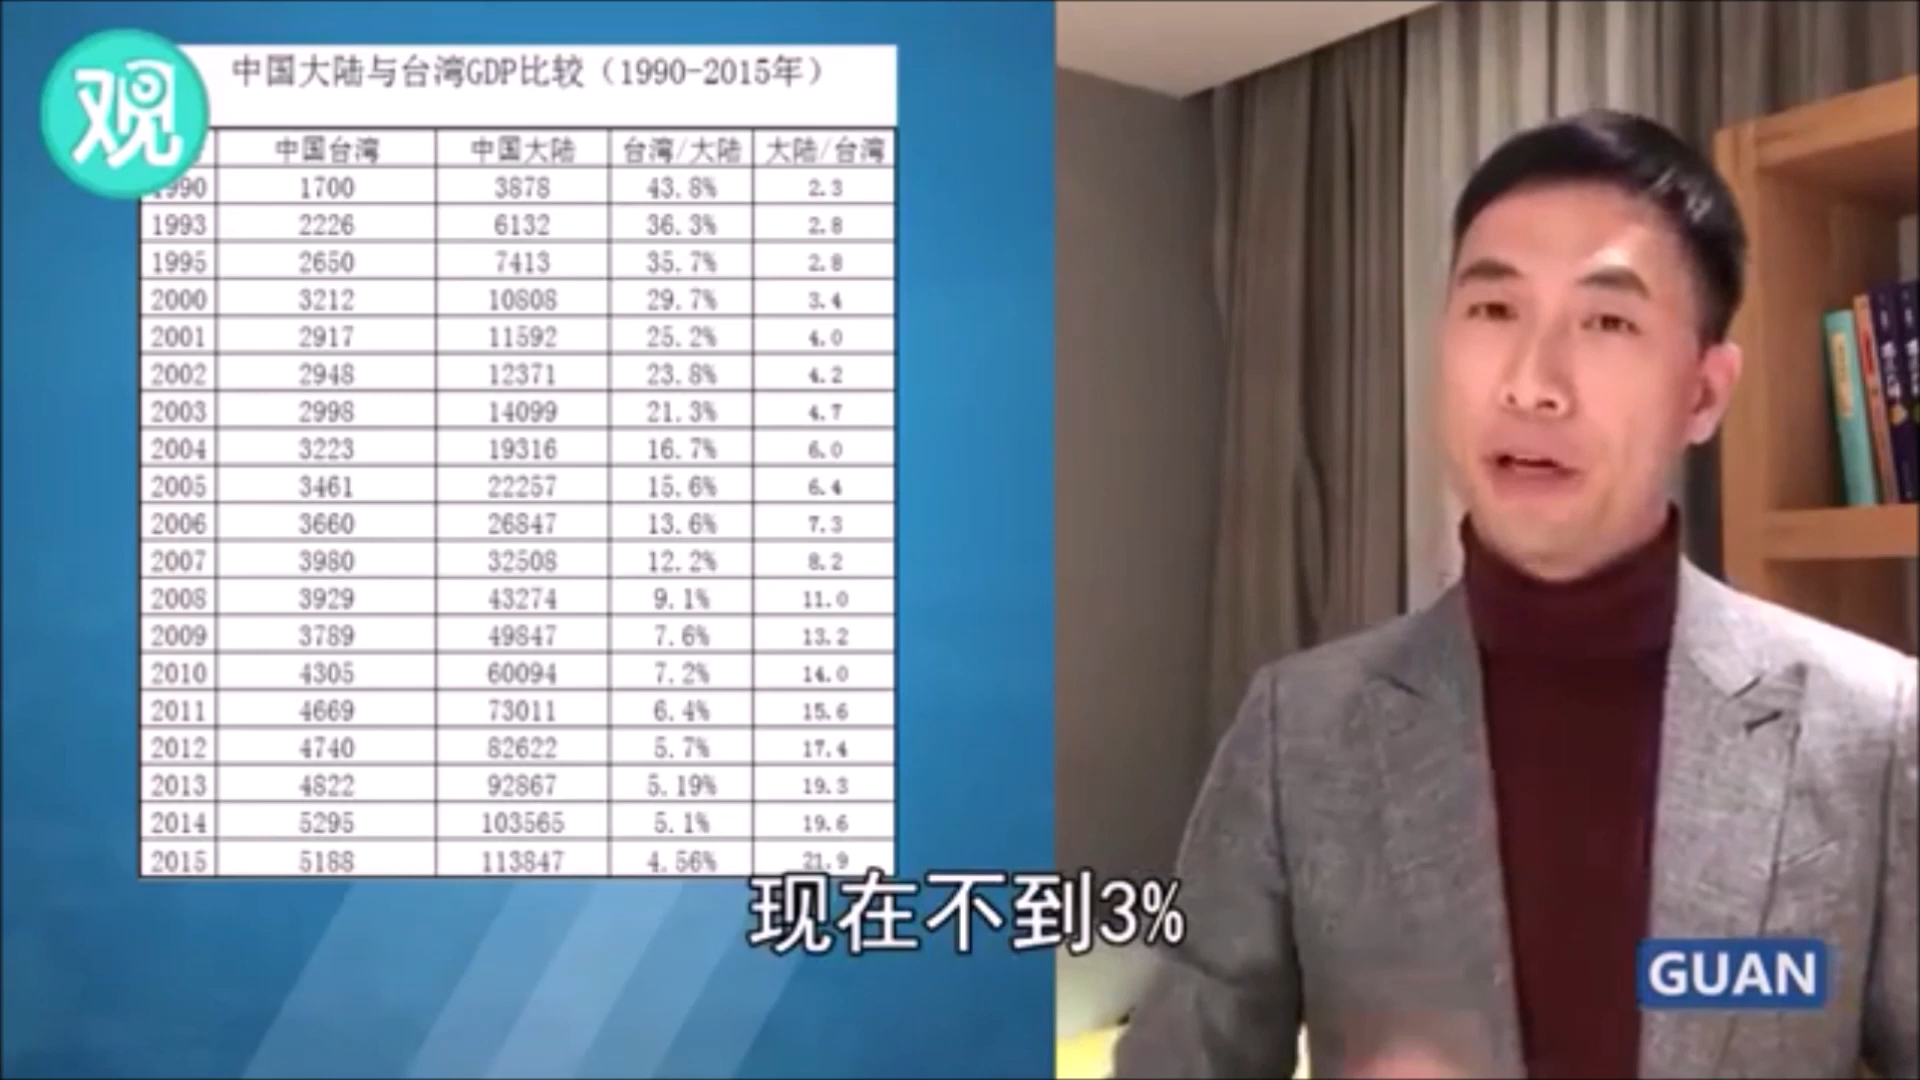 观
中国大陆与台湾GDP比较（1990-2015年）
中国台湾 中国大陆 台湾/大陆 大陆/台湾
1990 1700 3878 43.8% 2.3
1993 2226 6132 36.3% 2.8
1995 2650 7413 35.7% 2.8
2000 3212 10808 29.7% 3.4
2001 2917 11592 25.2% 4.0
2002 2948 12371 23.8% 4.2
2003 2998 14099 21.3% 4.7
2004 3223 19316 16.7% 6.0
2005 3461 22257 15.6% 6.4
2006 3660 26847 13.6% 7.3
2007 3980 32508 12.2% 8.2
2008 3929 43274 9.1% 11.0
2009 3789 49847 7.6% 13.2
2010 4305 60094 7.2% 14.0
2011 4669 73011 6.4% 15.6
2012 4740 82622 5.7% 17.4
2013 4822 92867 5.19% 19.3
2014 5295 103565 5.1% 19.6
2015 5188 113847 4.56% 21.9
现在不到3%
GUAN